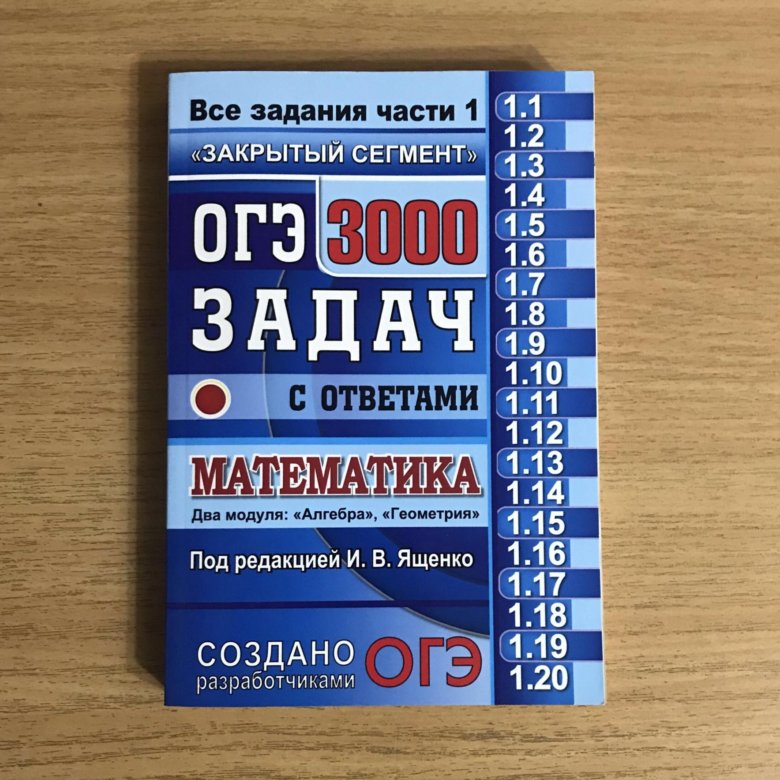 Все задания части 1
«ЗАКРЫТЫЙ СЕГМЕНТ»
ОГЭ 3000
ЗАДАЧ
С ОТВЕТАМИ
МАТЕМАТИКА
Два модуля: «Алгебра», «Геометрия»
Под редакцией И. В. Ященко
СОЗДАНО ОГЭ
разработчиками
1.1
1.2
1.3
1.4
1.5
1.6
1.7
1.8
1.9
1.10
1.11
1.12
1.13
1.14
1.15
1.16
1.17
1.18
1.19
1.20